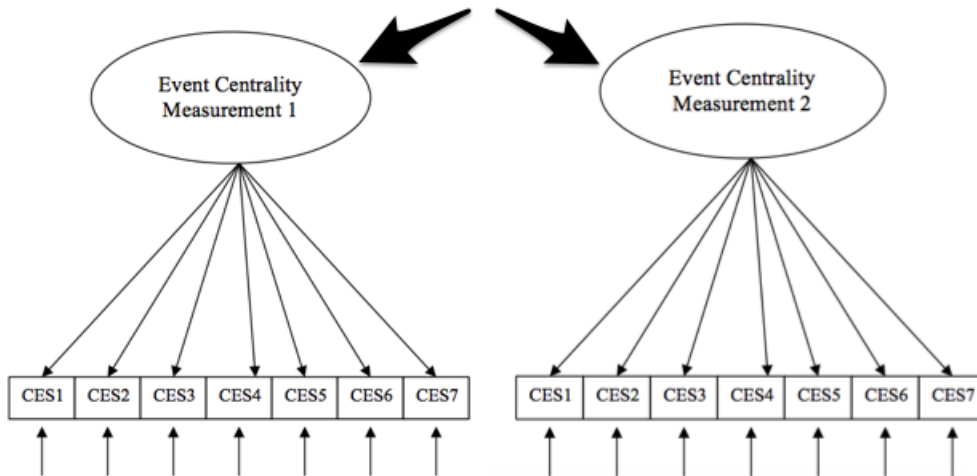 Event Centrality
Measurement 1
Event Centrality
Measurement 2
CES1 CES2 CES3 CES4 CES5 CES6 CES7
CES1 CES2 CES3 CES4 CES5 CES6 CES7